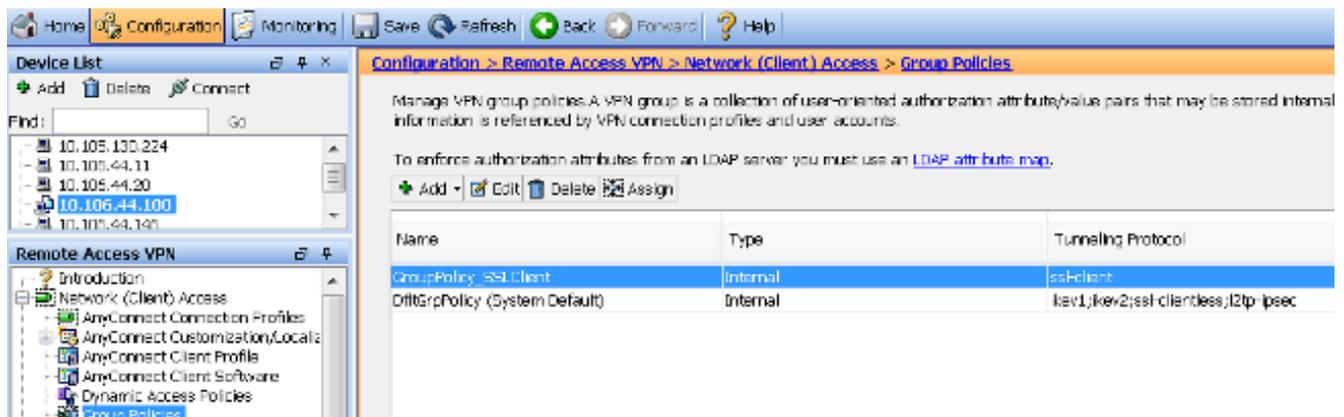 Home Configuration Monitoring Save Refresh Back Forward Help
Device List
Add Delete Connect
Find: Go
10.105.130.224
10.106.44.11
10.106.44.20
10.106.44.100
Remote Access VPN
Introduction
Network (Client) Access
AnyConnect Connection Profiles
AnyConnect Customization/Localiz
AnyConnect Client Profile
AnyConnect Client Software
Dynamic Access Policies
Group Policies
Configuration > Remote Access VPN > Network (Client) Access > Group Policies
Manage VPN group policies.A VPN group is a collection of user-oriented authorization attribute/value pairs that may be stored internal
information is referenced by VPN connection profiles and user accounts.
To enforce authorization attributes from an LDAP server you must use an LDAP attribute map.
Add Edit Delete Assign
Name Type Tunneling Protocol
GroupPolicy_SSLClient Internal ssl-client
DfltGrpPolicy (System Default) Internal ikev1;ikev2;ssl-clientless;l2tp-ipsec